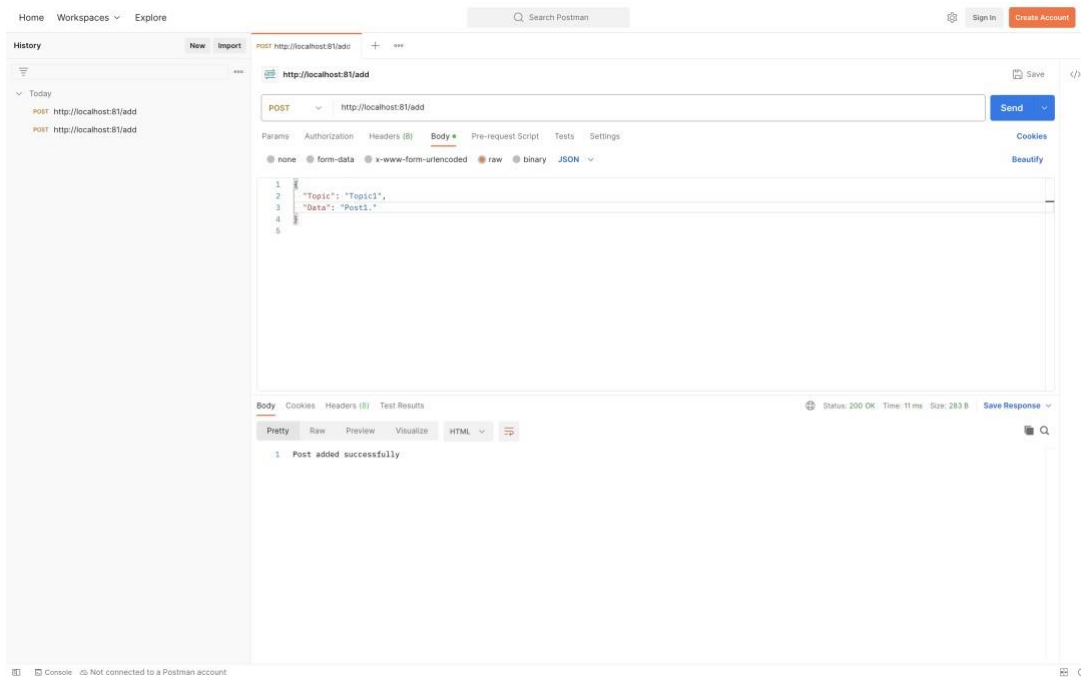 Home Workspaces Explore Search Postman Sign In Create Account
History New Import POST http://localhost:81/add
http://localhost:81/add Save </>
Today
POST http://localhost:81/add
POST http://localhost:81/add
POST http://localhost:81/add Send
Params Authorization Headers (8) Body Pre-request Script Tests Settings Cookies
none form-data x-www-form-urlencoded raw binary JSON Beautify
1 {
2 "Topic": "Topic1",
3 "Data": "Post1."
4 }
5
Body Cookies Headers (8) Test Results Status: 200 OK Time: 11 ms Size: 283 B Save Response
Pretty Raw Preview Visualize HTML
1 Post added successfully
Console Not connected to a Postman account